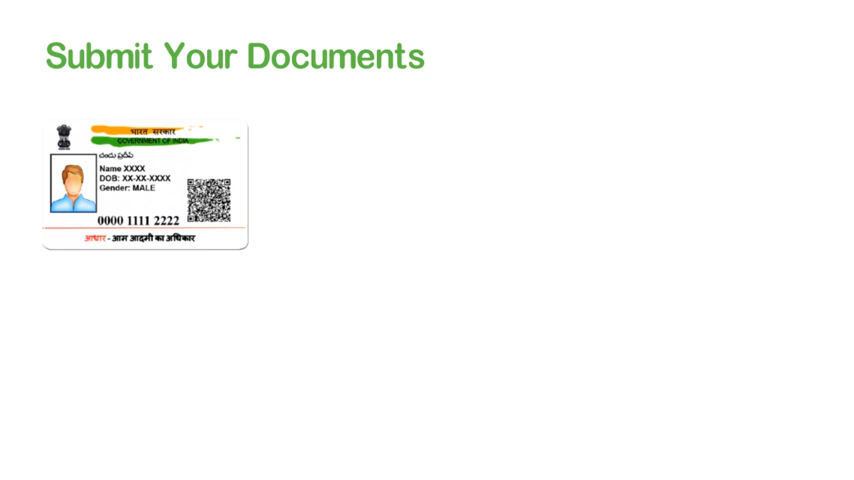 Submit Your Documents
भारत सरकार
GOVERNMENT OF INDIA
చందు ప్రదీప్
Name XXXX
DOB: XX-XX-XXXX
Gender: MALE
0000 1111 2222
आधार - आम आदमी का अधिकार